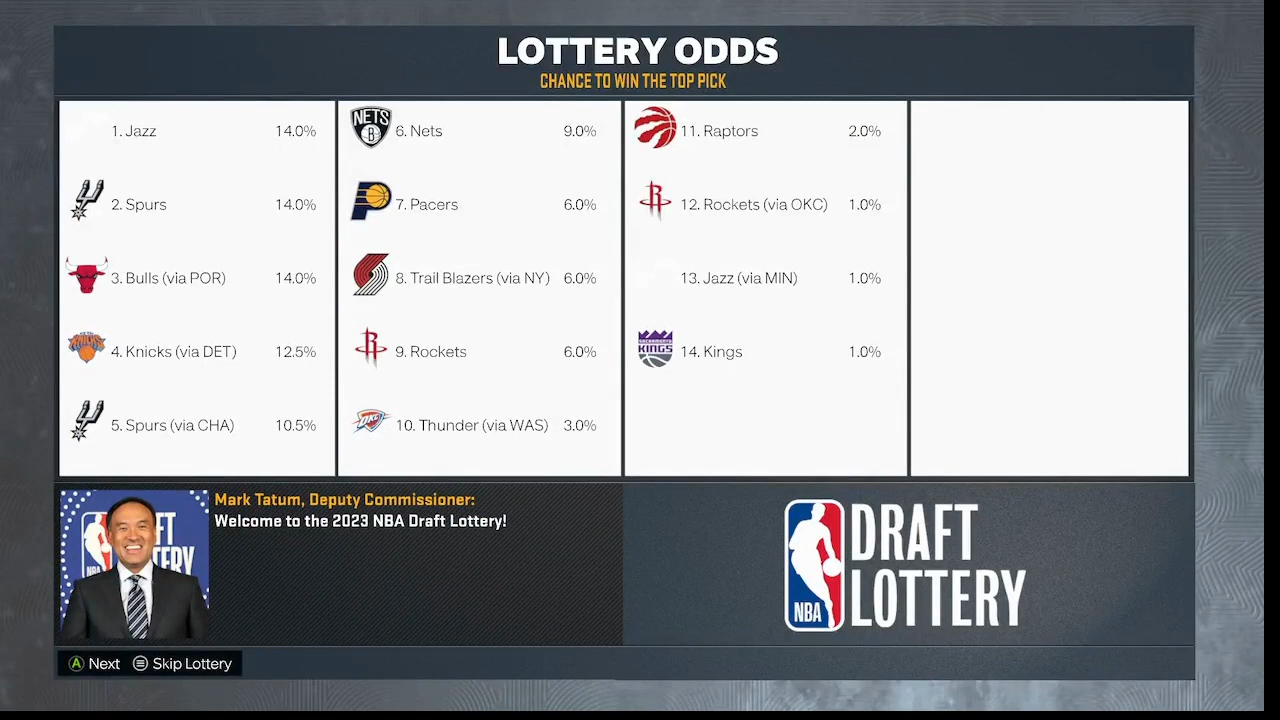 LOTTERY ODDS
CHANCE TO WIN THE TOP PICK
1. Jazz 14.0%
2. Spurs 14.0%
3. Bulls (via POR) 14.0%
4. Knicks (via DET) 12.5%
5. Spurs (via CHA) 10.5%
NETS
B
6. Nets 9.0%
7. Pacers 6.0%
8. Trail Blazers (via NY) 6.0%
9. Rockets 6.0%
OKC
10. Thunder (via WAS) 3.0%
11. Raptors 2.0%
12. Rockets (via OKC) 1.0%
13. Jazz (via MIN) 1.0%
SACRAMENTO
KINGS
14. Kings 1.0%
Mark Tatum, Deputy Commissioner:
Welcome to the 2023 NBA Draft Lottery!
NBA
DRAFT
LOTTERY
A Next Skip Lottery